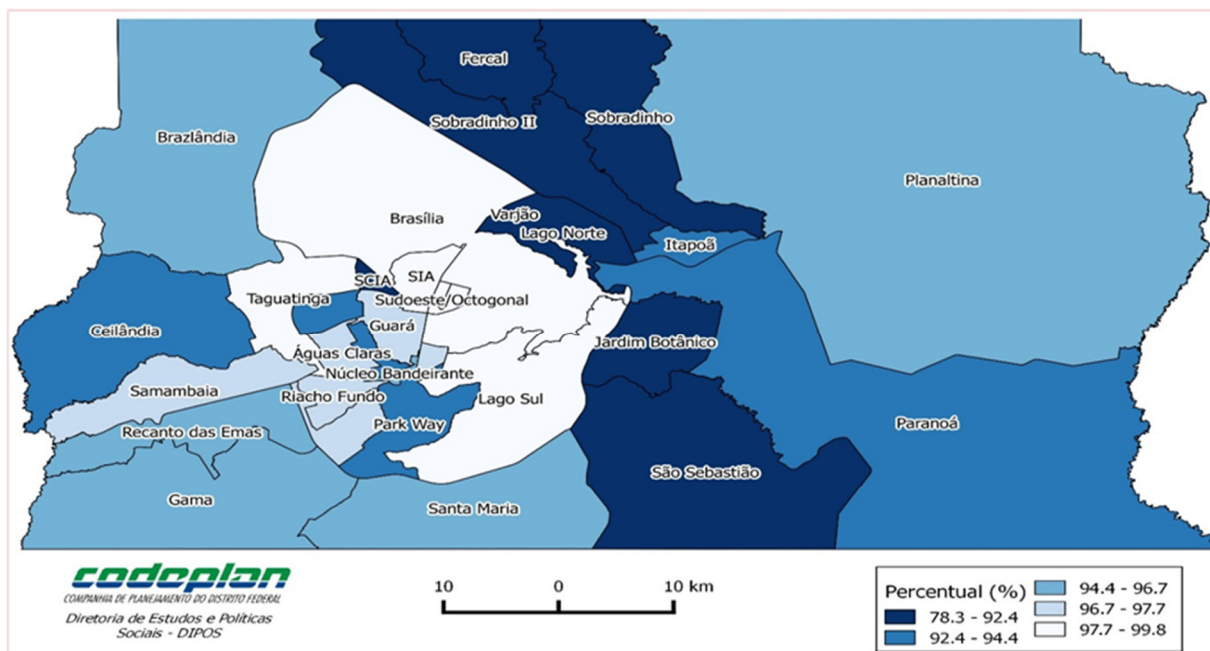 Fercal
Sobradinho II
Sobradinho
Brazlândia
Planaltina
Brasília
Varjão
Lago Norte
Itapoã
SCIA
SIA
Taguatinga
Sudoeste/Octogonal
Ceilândia
Guará
Jardim Botânico
Águas Claras
Núcleo Bandeirante
Samambaia
Riacho Fundo
Lago Sul
Park Way
Paranoá
Recanto das Emas
São Sebastião
Gama
Santa Maria
codeplan
COMPANHIA DE PLANEJAMENTO DO DISTRITO FEDERAL
Diretoria de Estudos e Políticas
Sociais - DIPOS
10 0 10 km
Percentual (%)
78.3 - 92.4
92.4 - 94.4
94.4 - 96.7
96.7 - 97.7
97.7 - 99.8